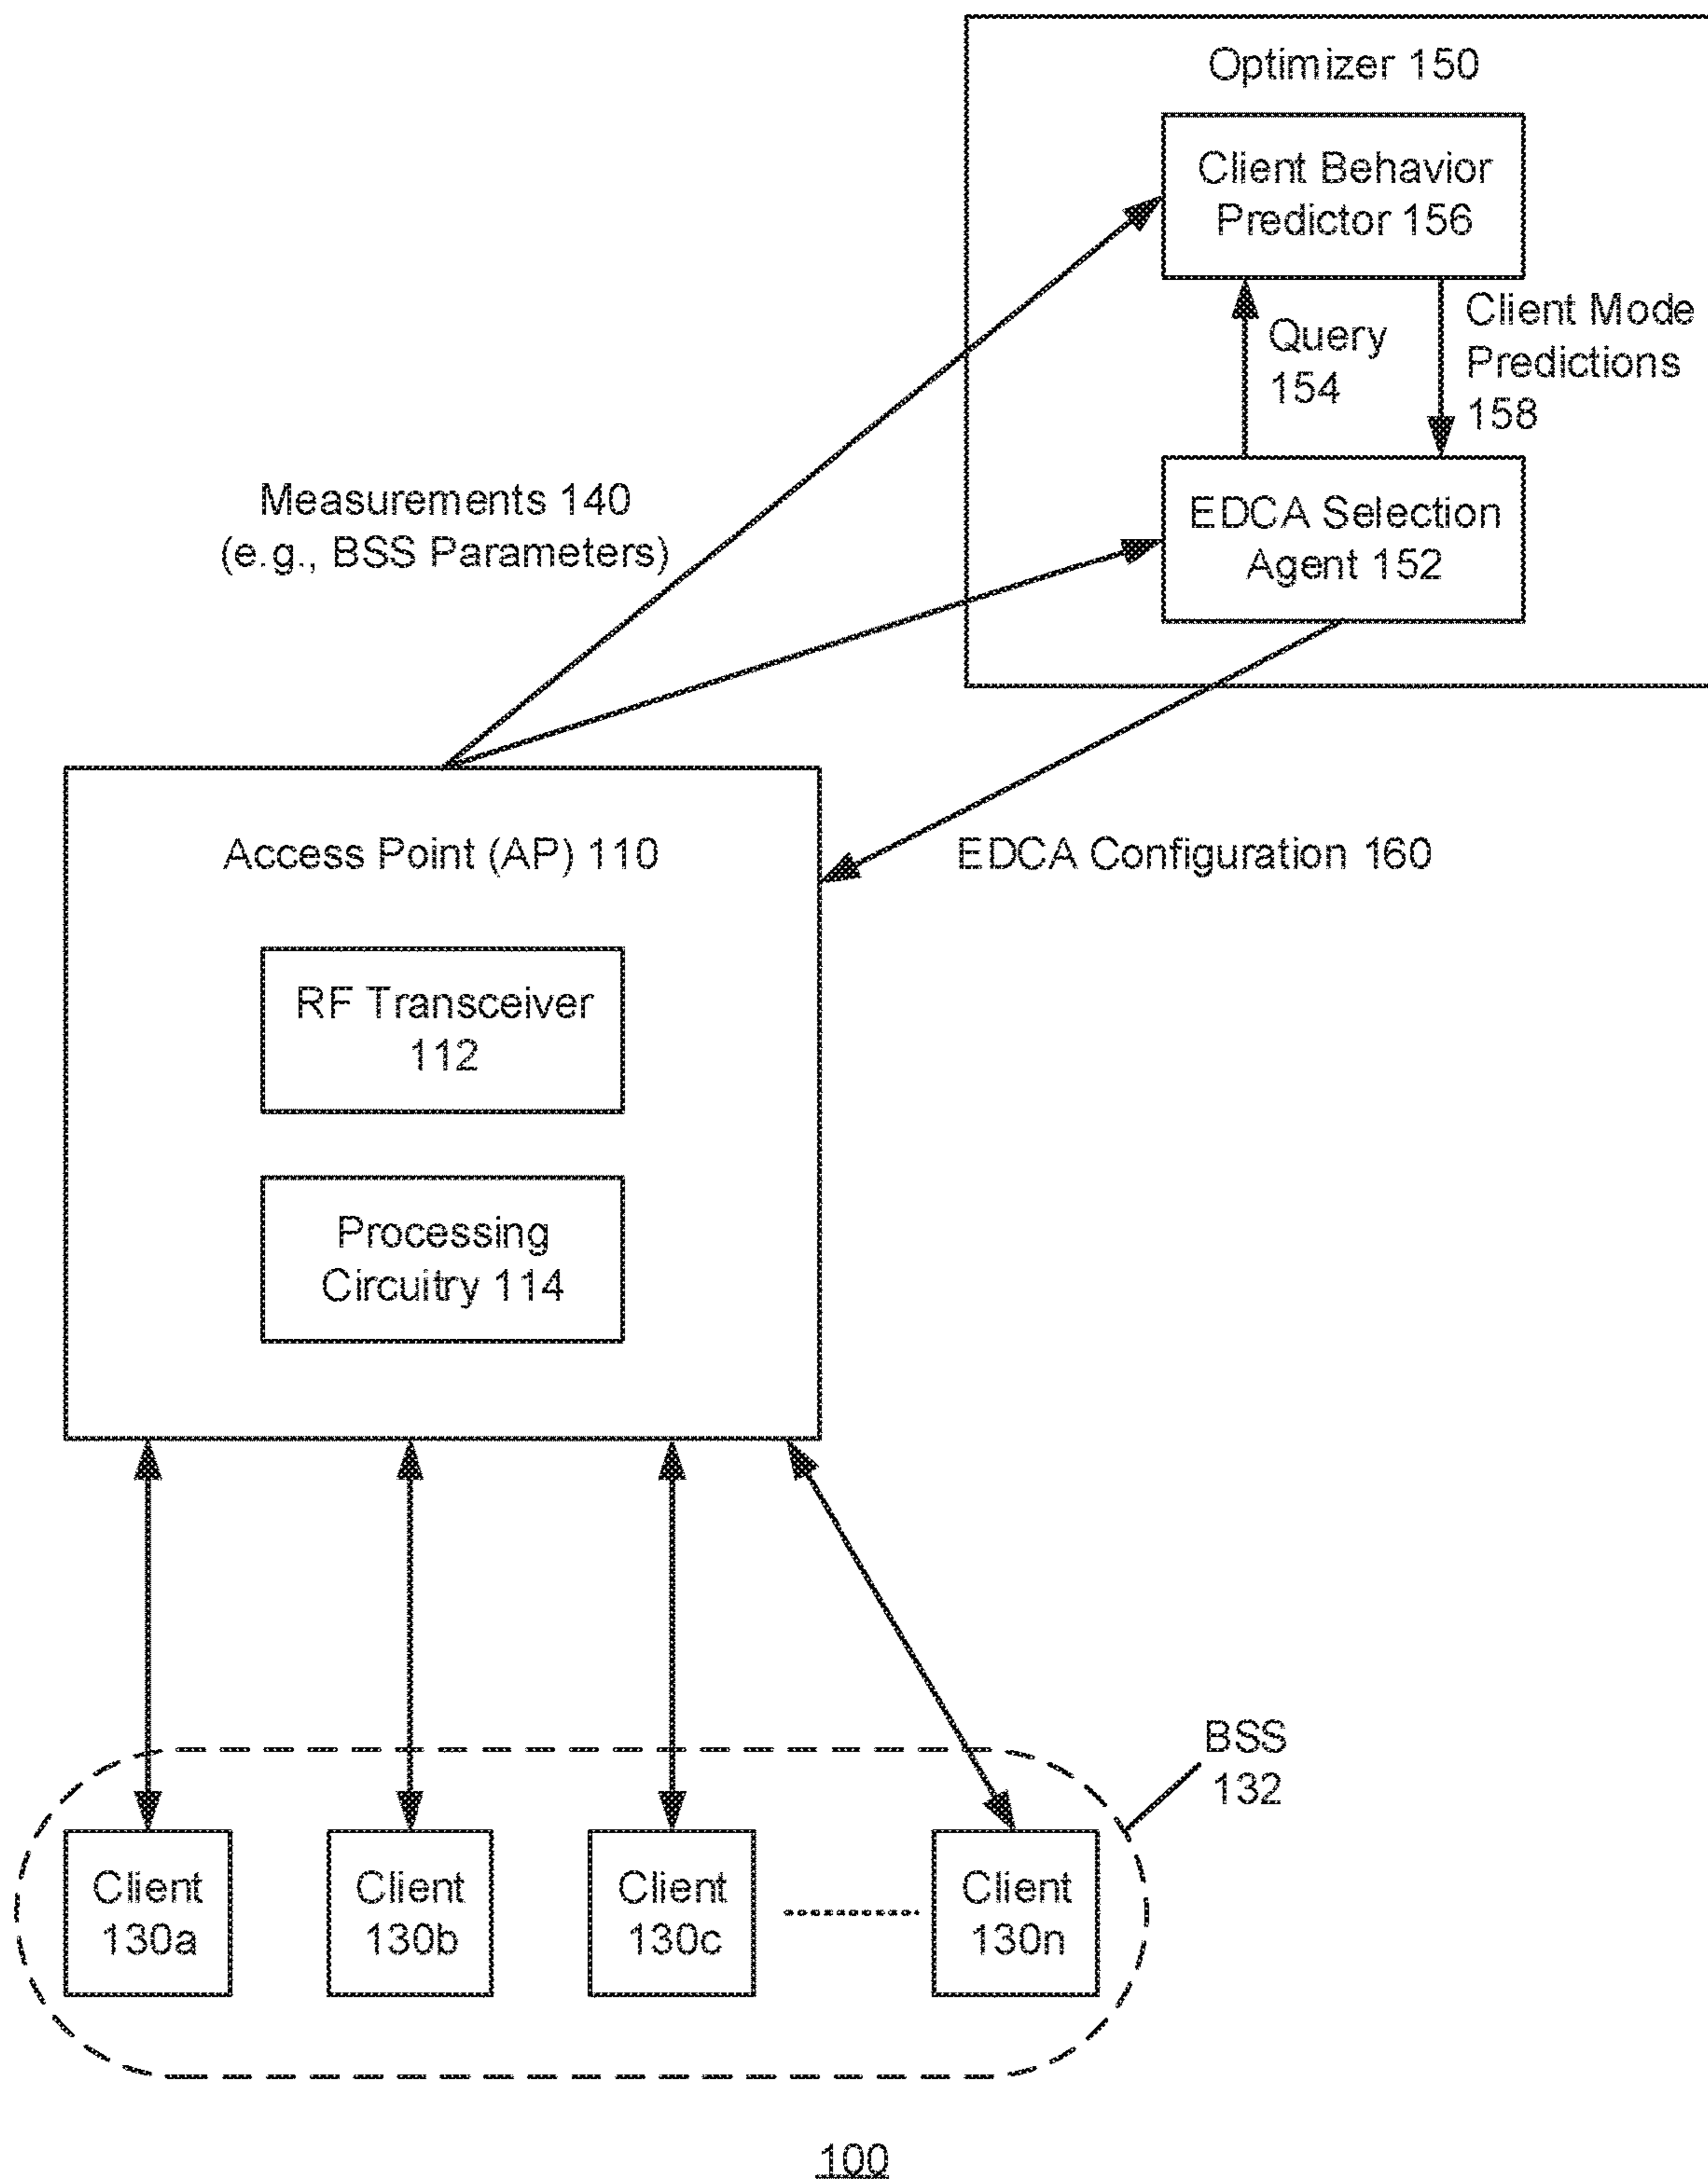 Optimizer 150
Client Behavior
Predictor 156
Query
154
Client Mode
Predictions
158
EDCA Selection
Agent 152
Measurements 140
(e.g., BSS Parameters)
Access Point (AP) 110
EDCA Configuration 160
RF Transceiver
112
Processing
Circuitry 114
BSS
132
Client
130a
Client
130b
Client
130c
Client
130n
100